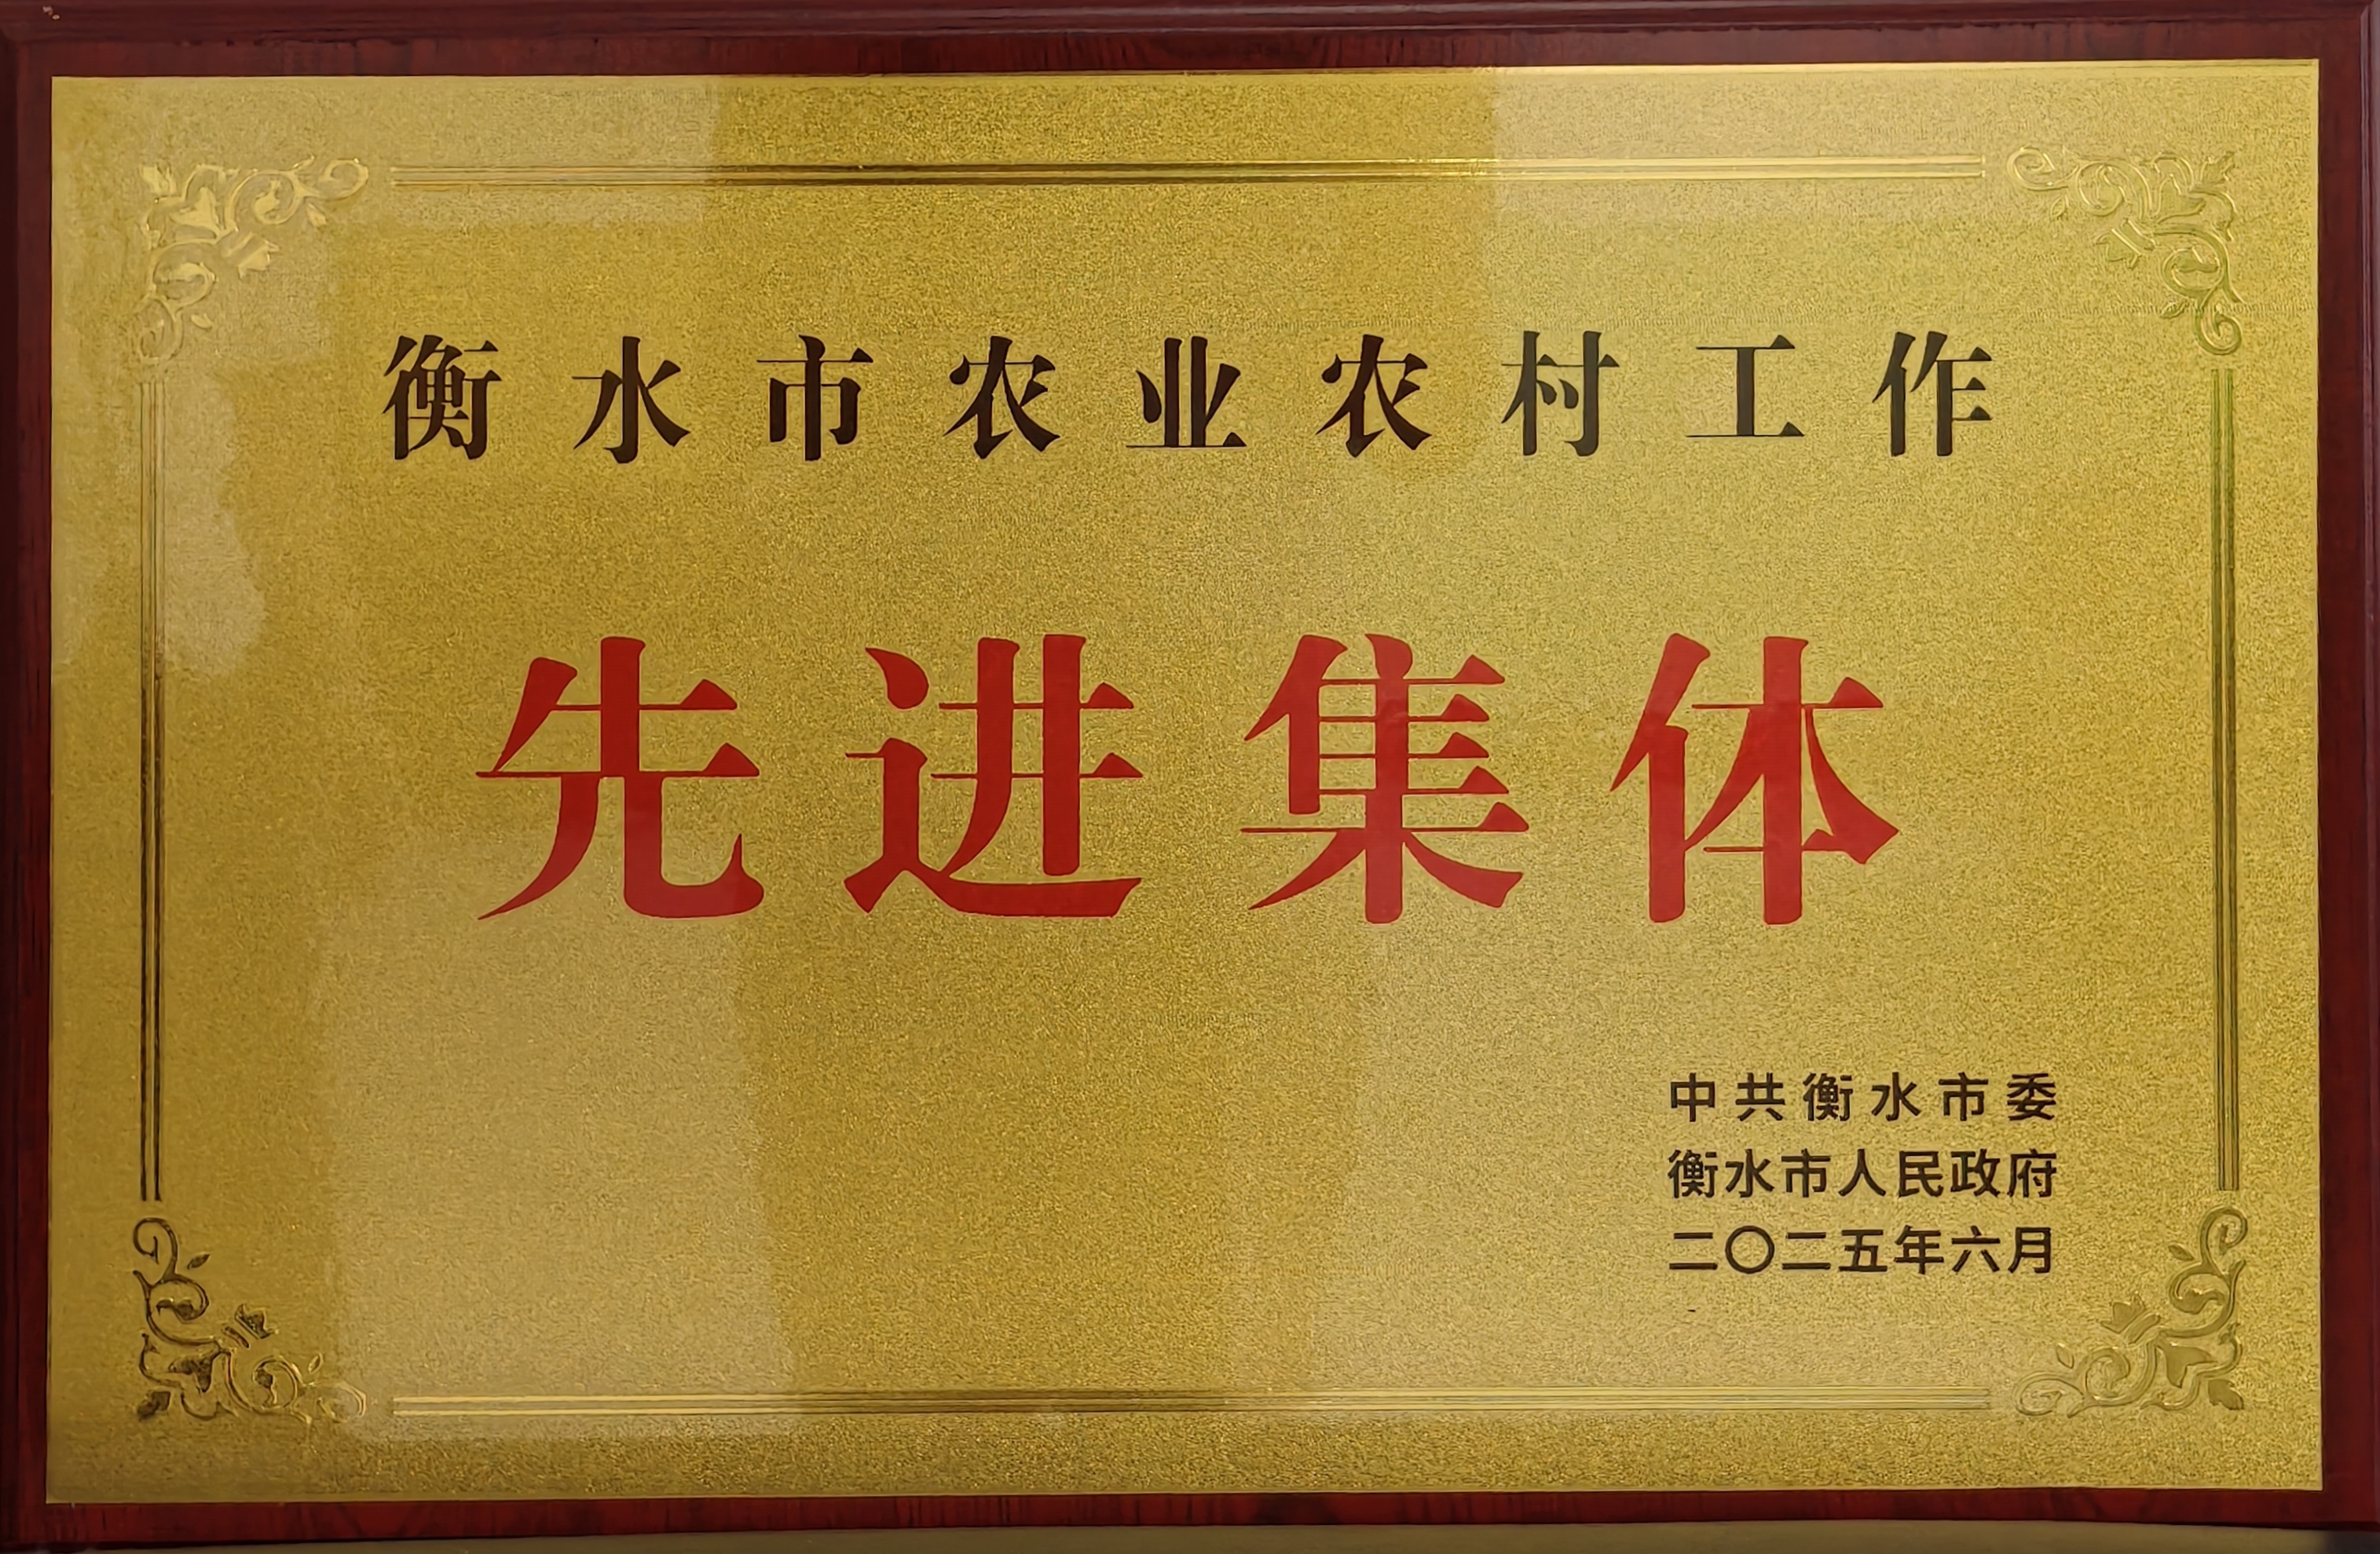 衡水市农业农村工作
先进集体
中共衡水市委
衡水市人民政府
二〇二五年六月